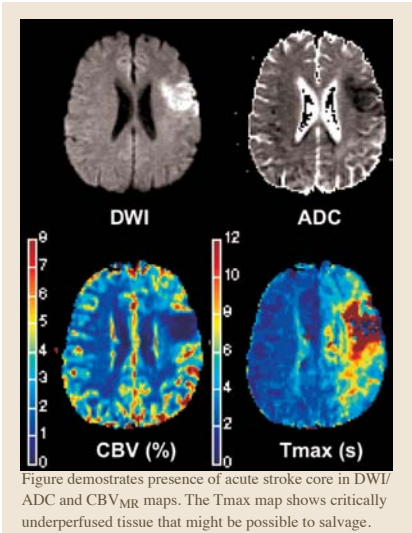 DWI
ADC
8
7
6
5
4
3
2
1
0
12
10
8
6
4
2
0
CBV (%)
Tmax (s)
Figure demostrates presence of acute stroke core in DWI/
ADC and CBVMR maps. The Tmax map shows critically
underperfused tissue that might be possible to salvage.